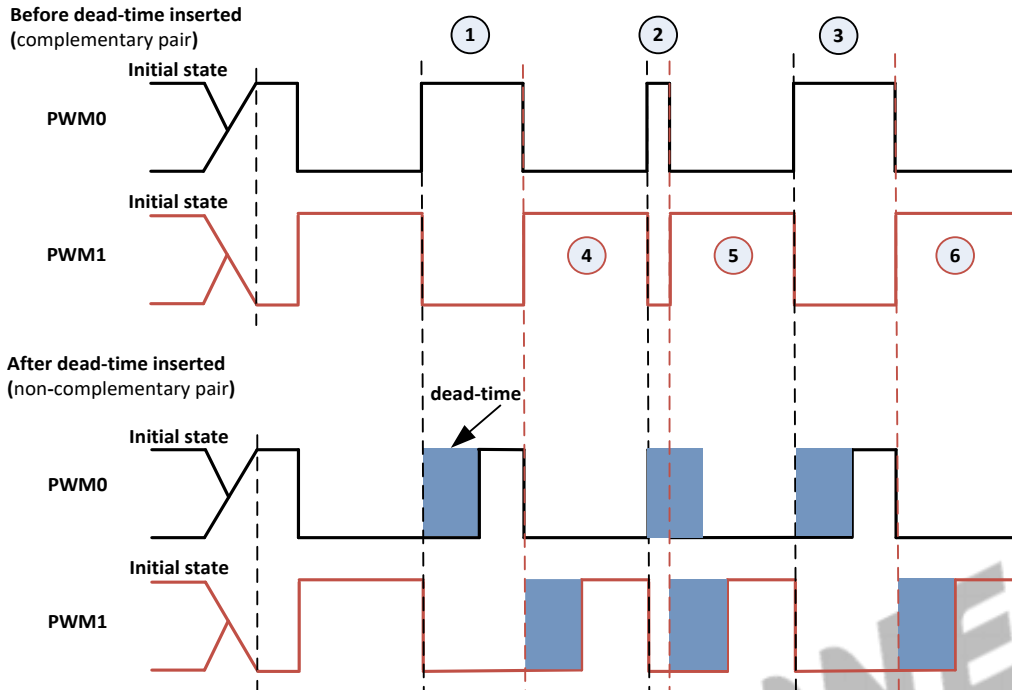 Before dead-time inserted
(complementary pair)
1
2
3
Initial state
PWM0
Initial state
PWM1
4
5
6
After dead-time inserted
(non-complementary pair)
dead-time
Initial state
PWM0
Initial state
PWM1